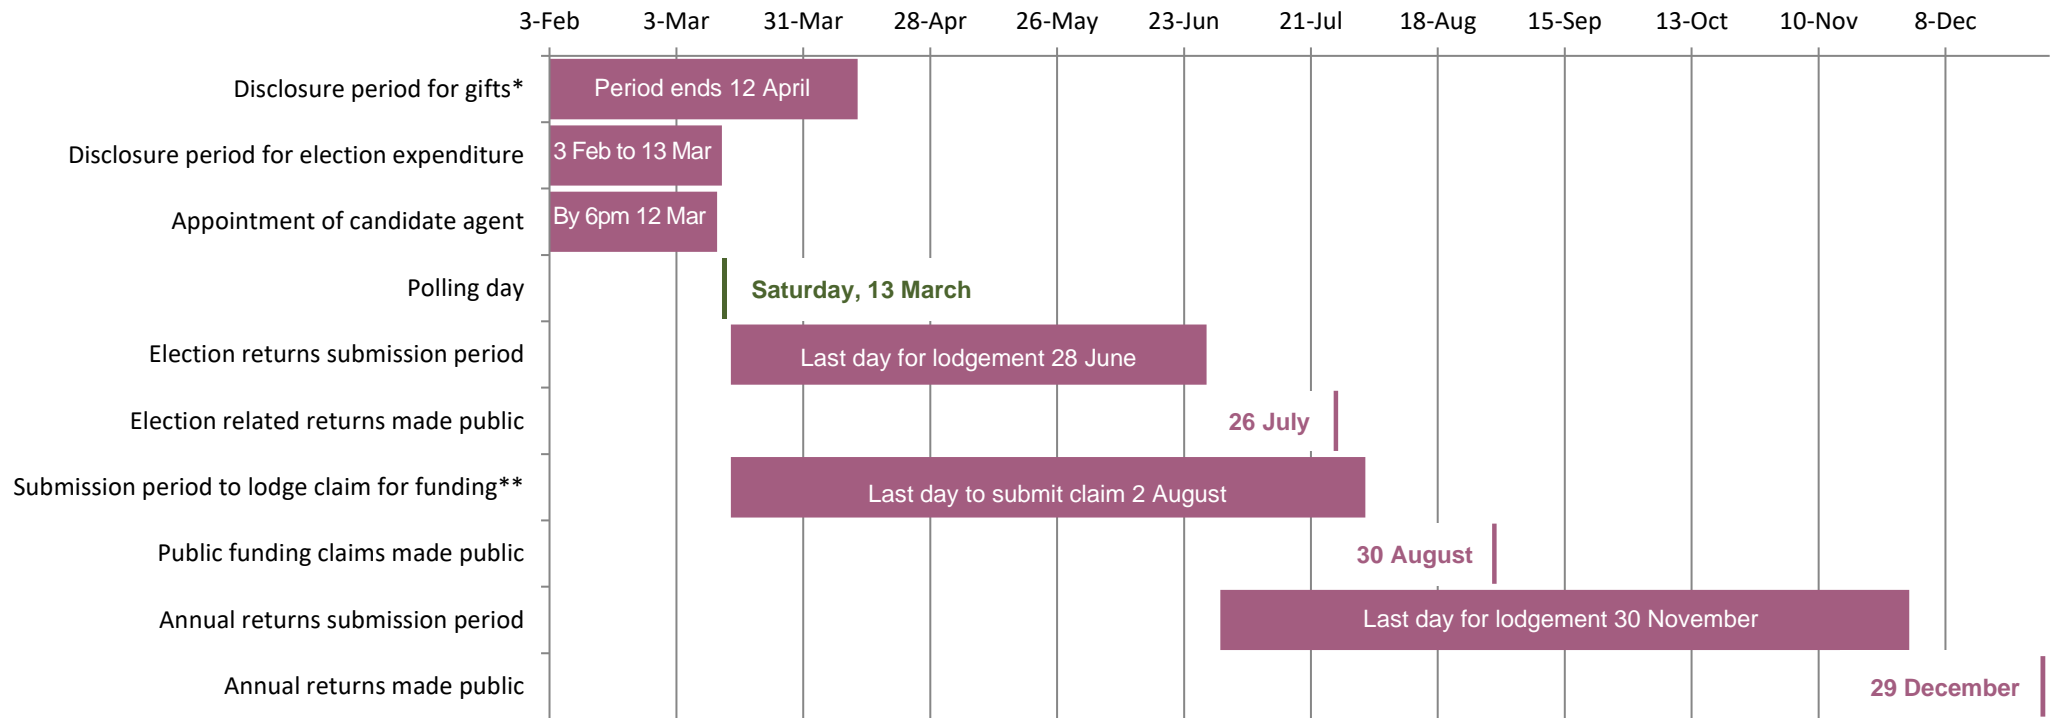 3-Feb 3-Mar 31-Mar 28-Apr 26-May 23-Jun 21-Jul 18-Aug 15-Sep 13-Oct 10-Nov 8-Dec
Disclosure period for gifts* Period ends 12 April
Disclosure period for election expenditure 3 Feb to 13 Mar
Appointment of candidate agent By 6pm 12 Mar
Polling day Saturday, 13 March
Election returns submission period Last day for lodgement 28 June
Election related returns made public 26 July
Submission period to lodge claim for funding** Last day to submit claim 2 August
Public funding claims made public 30 August
Annual returns submission period Last day for lodgement 30 November
Annual returns made public 29 December